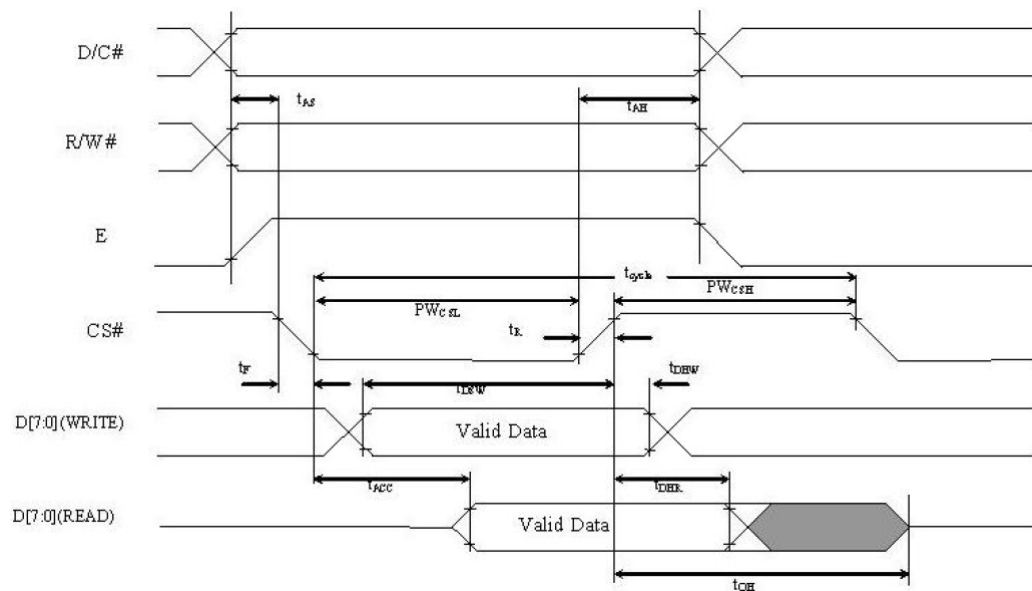 D/C#
tAS
tAH
R/W#
E
tcycle
PWCSH
PWCSL
CS#
tR
tF
tDSW
tDHW
D[7:0](WRITE)
Valid Data
tACC
tDHR
D[7:0](READ)
Valid Data
tOH